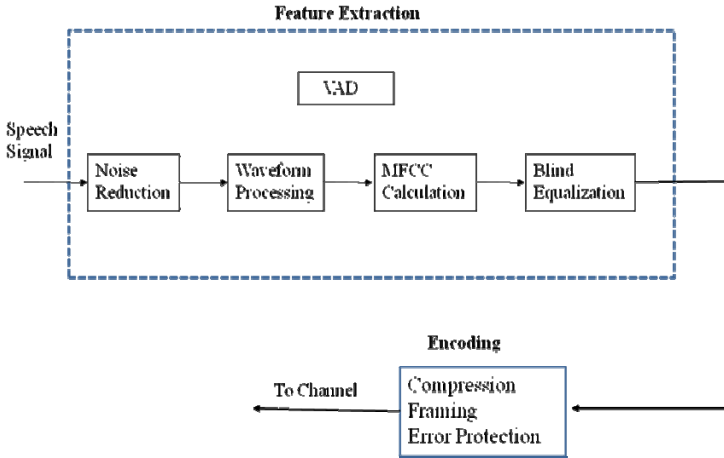 Feature Extraction
VAD
Speech
Signal
Noise
Reduction
Waveform
Processing
MFCC
Calculation
Blind
Equalization
Encoding
To Channel
Compression
Framing
Error Protection